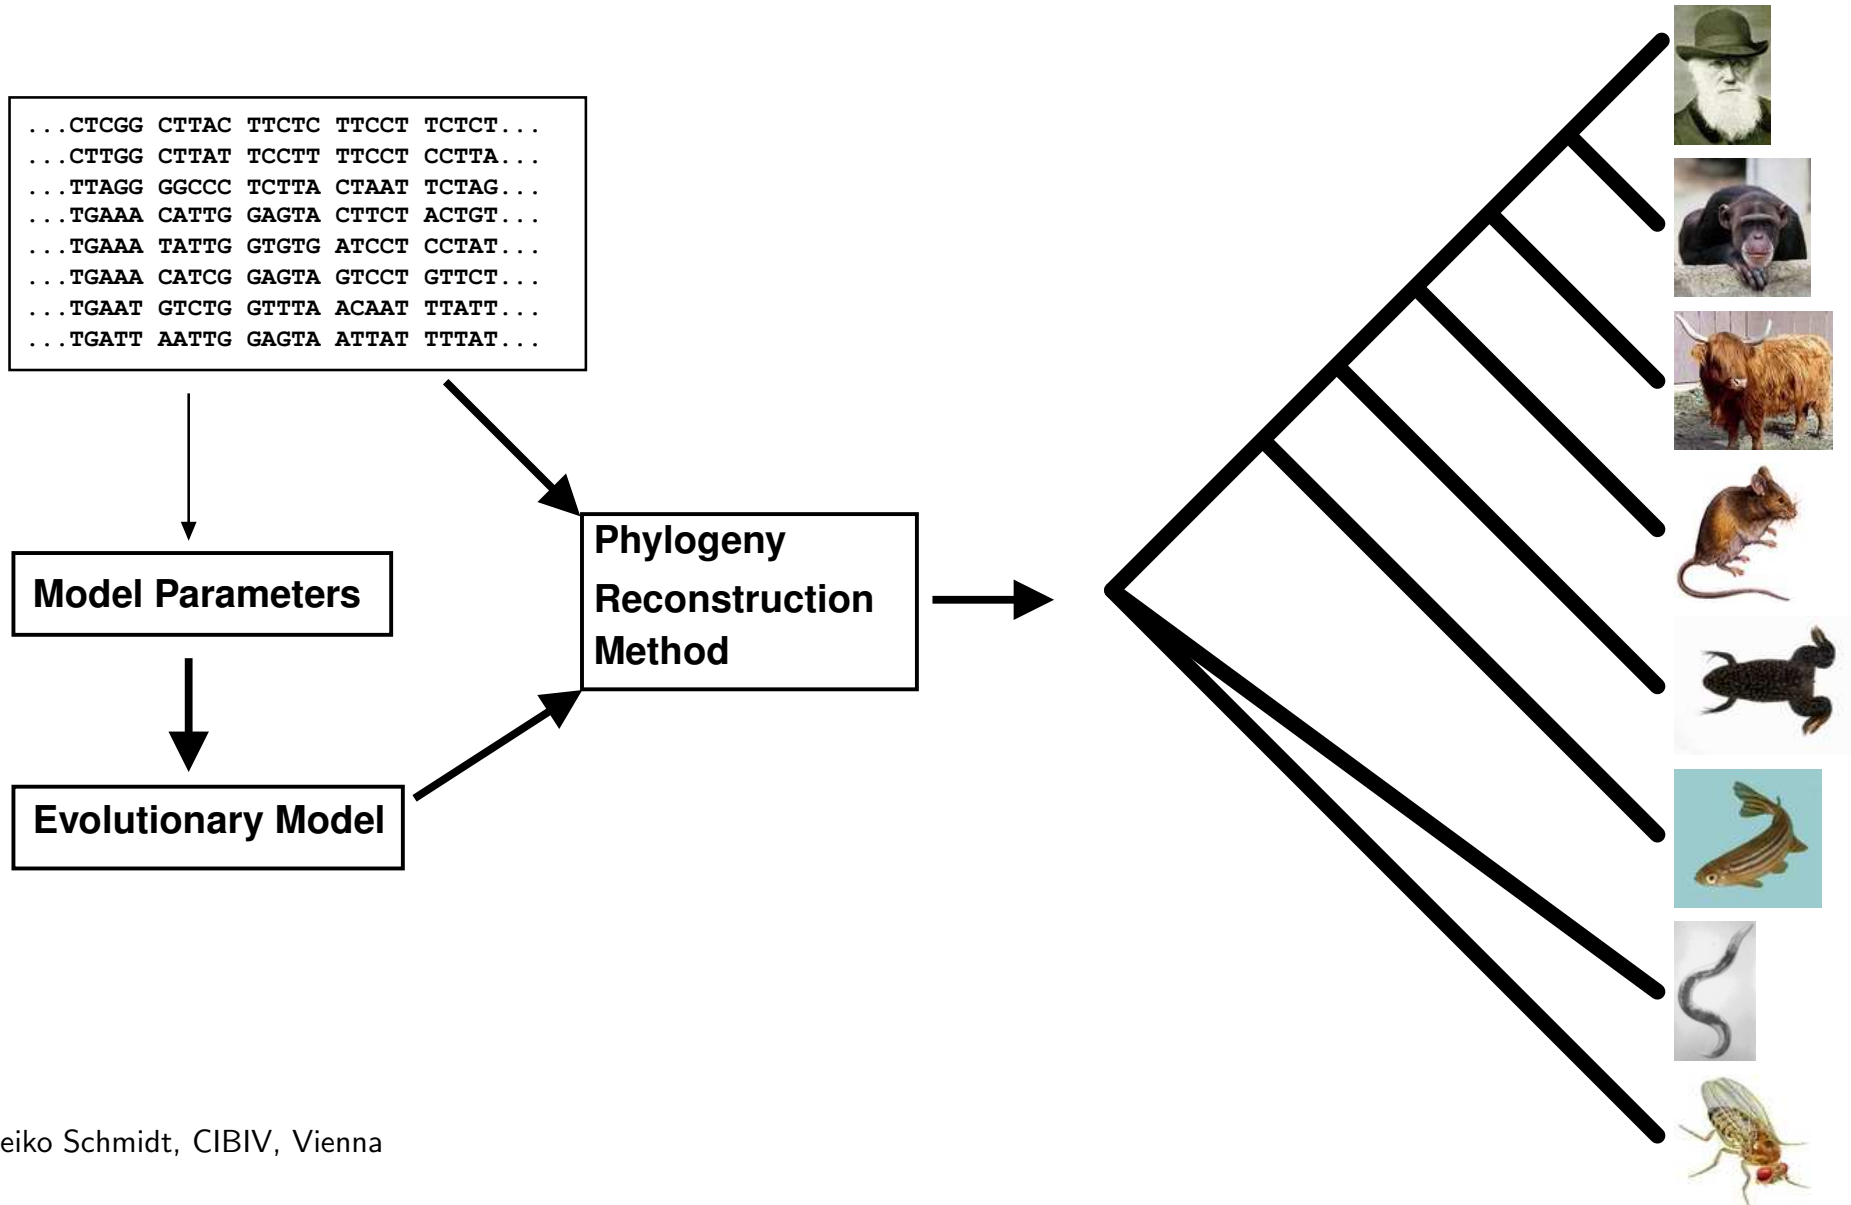 ...CTCGG CTTAC TTCTC TTCCT TCTCT...
...CTTGG CTTAT TCCTT TTCCT CCTTA...
...TTAGG GGCCC TCTTA CTAAT TCTAG...
...TGAAA CATTG GAGTA CTTCT ACTGT...
...TGAAA TATTG GTGTG ATCCT CCTAT...
...TGAAA CATCG GAGTA GTCCT GTTCT...
...TGAAT GTCTG GTTTA ACAAT TTATT...
...TGATT AATTG GAGTA ATTAT TTTAT...
Model Parameters
Evolutionary Model
Phylogeny
Reconstruction
Method
eiko Schmidt, CIBIV, Vienna